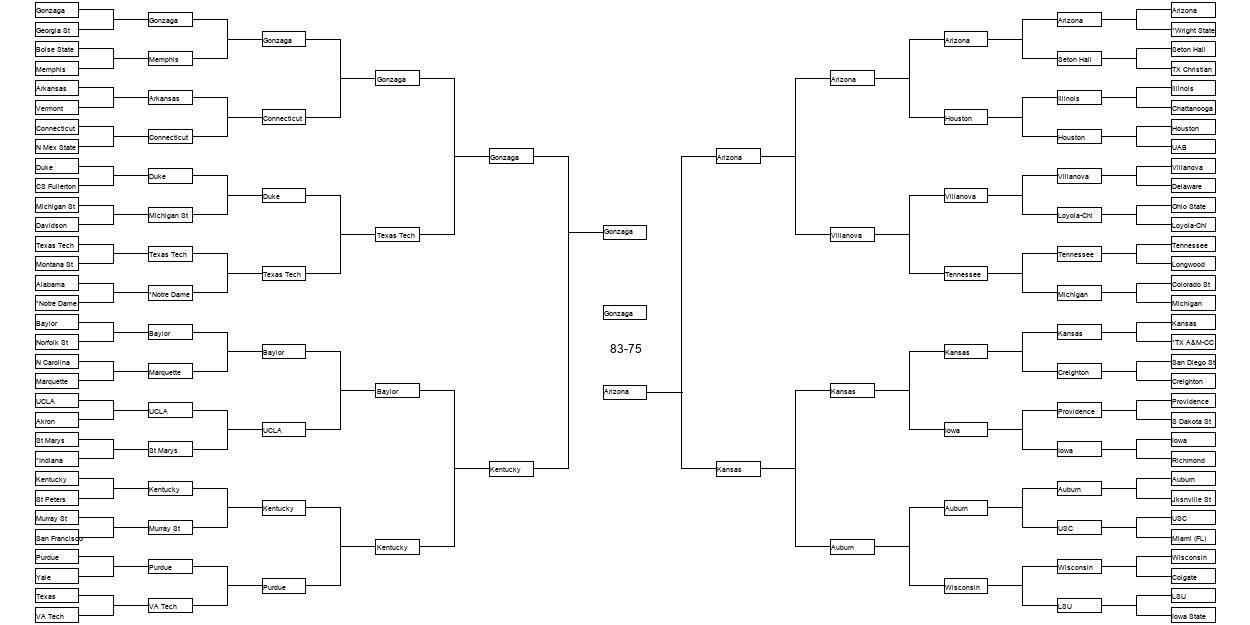 Gonzaga
Georgia St
Boise State
Memphis
Arkansas
Vermont
Connecticut
N Mex State
Duke
CS Fullerton
Michigan St
Davidson
Texas Tech
Montana St
Alabama
*Notre Dame
Baylor
Norfolk St
N Carolina
Marquette
UCLA
Akron
St Marys
*Indiana
Kentucky
St Peters
Murray St
San Francisco
Purdue
Yale
Texas
VA Tech
Gonzaga
Memphis
Arkansas
Connecticut
Duke
Michigan St
Texas Tech
*Notre Dame
Baylor
Marquette
UCLA
St Marys
Kentucky
Murray St
Purdue
VA Tech
Gonzaga
Connecticut
Duke
Texas Tech
Baylor
UCLA
Kentucky
Purdue
Gonzaga
Texas Tech
Baylor
Kentucky
Gonzaga
Kentucky
Gonzaga
Gonzaga
83-75
Arizona
Arizona
Kansas
Arizona
Villanova
Kansas
Auburn
Arizona
Houston
Villanova
Tennessee
Kansas
Iowa
Auburn
Wisconsin
Arizona
Seton Hall
Illinois
Houston
Villanova
Loyola-Chi
Tennessee
Michigan
Kansas
Creighton
Providence
Iowa
Auburn
USC
Wisconsin
LSU
Arizona
*Wright State
Seton Hall
TX Christian
Illinois
Chattanooga
Houston
UAB
Villanova
Delaware
Ohio State
Loyola-Chi
Tennessee
Longwood
Colorado St
Michigan
Kansas
*TX A&M-CC
San Diego St
Creighton
Providence
S Dakota St
Iowa
Richmond
Auburn
Jksnville St
USC
Miami (FL)
Wisconsin
Colgate
LSU
Iowa State